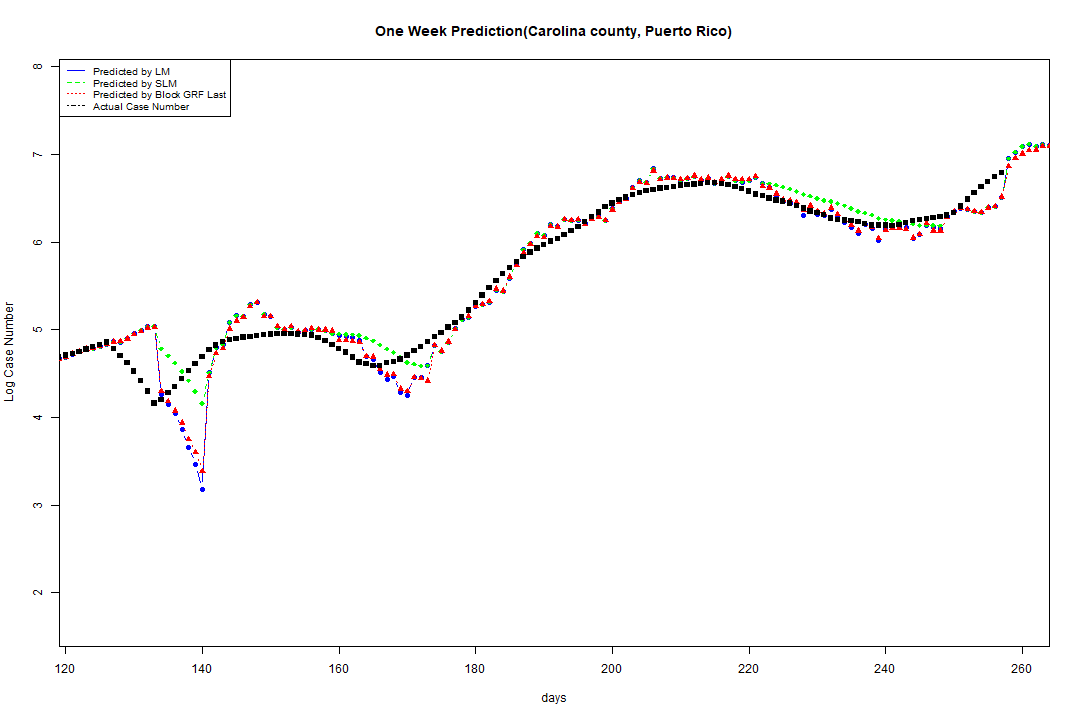 One Week Prediction(Carolina county, Puerto Rico)
Predicted by LM
Predicted by SLM
Predicted by Block GRF Last
Actual Case Number
8
7
6
5
4
3
2
Log Case Number
120 140 160 180 200 220 240 260
days